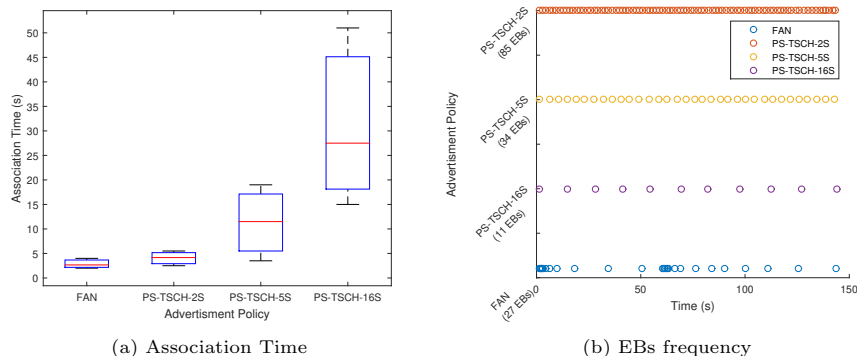 50
45
40
35
30
25
20
15
10
5
0
Association Time (s)
FAN
PS-TSCH-2S
PS-TSCH-5S
PS-TSCH-16S
Advertisment Policy
(a) Association Time
PS-TSCH-2S
(85 EBs)
PS-TSCH-5S
(34 EBs)
PS-TSCH-16S
(11 EBs)
FAN
(27 EBs)
Advertisment Policy
FAN
PS-TSCH-2S
PS-TSCH-5S
PS-TSCH-16S
0
50
100
150
Time (s)
(b) EBs frequency